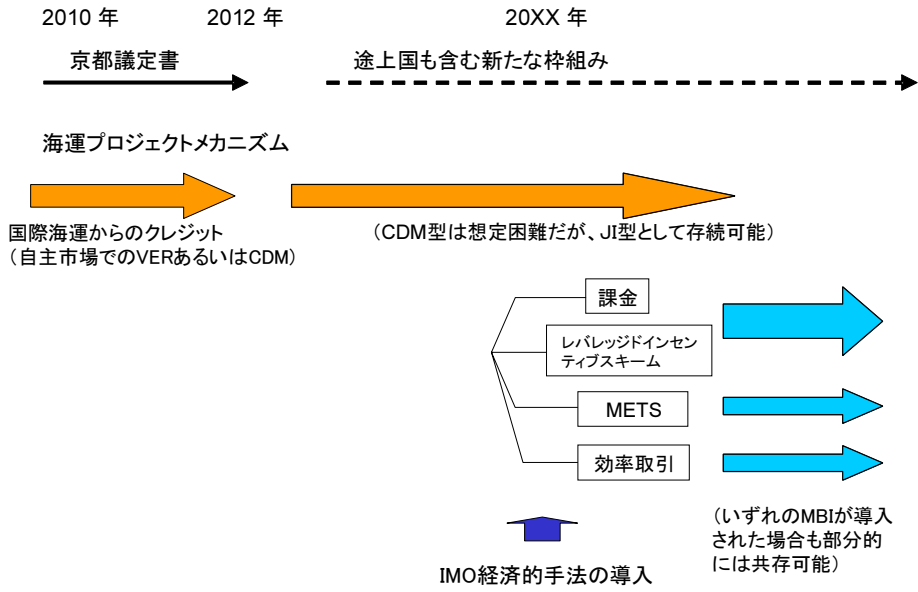 2010 年
2012 年
20XX 年
京都議定書
途上国も含む新たな枠組み
海運プロジェクトメカニズム
国際海運からのクレジット
（自主市場でのVERあるいはCDM）
（CDM型は想定困難だが、JI型として存続可能）
課金
レバレッジドインセン
ティブスキーム
METS
効率取引
（いずれのMBIが導入
された場合も部分的
には共存可能）
IMO経済的手法の導入